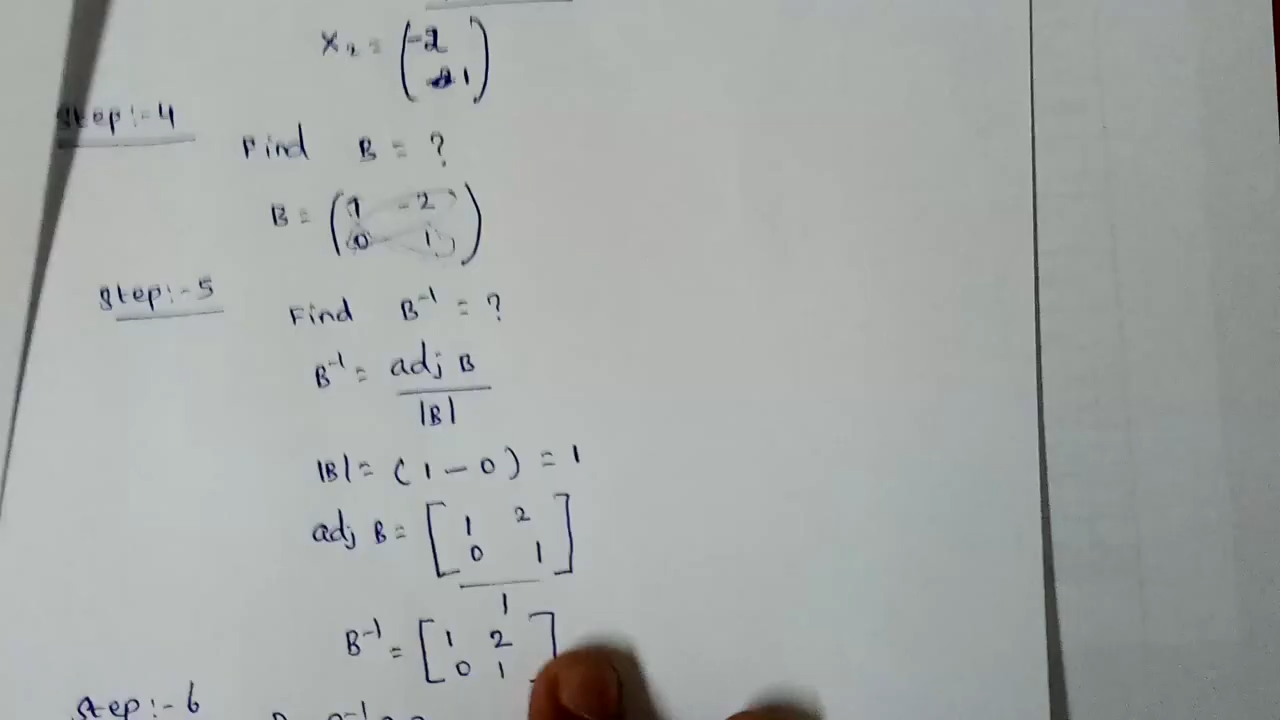 X₂ = (-2
1)
Step:-4
Find B = ?
B = (1 -2
0 1)
Step:-5
Find B⁻¹ = ?
B⁻¹ = adj B
|B|
|B| = (1 - 0) = 1
adj B = [1 2
0 1]
1
B⁻¹ = [1 2
0 1]
Step:-6